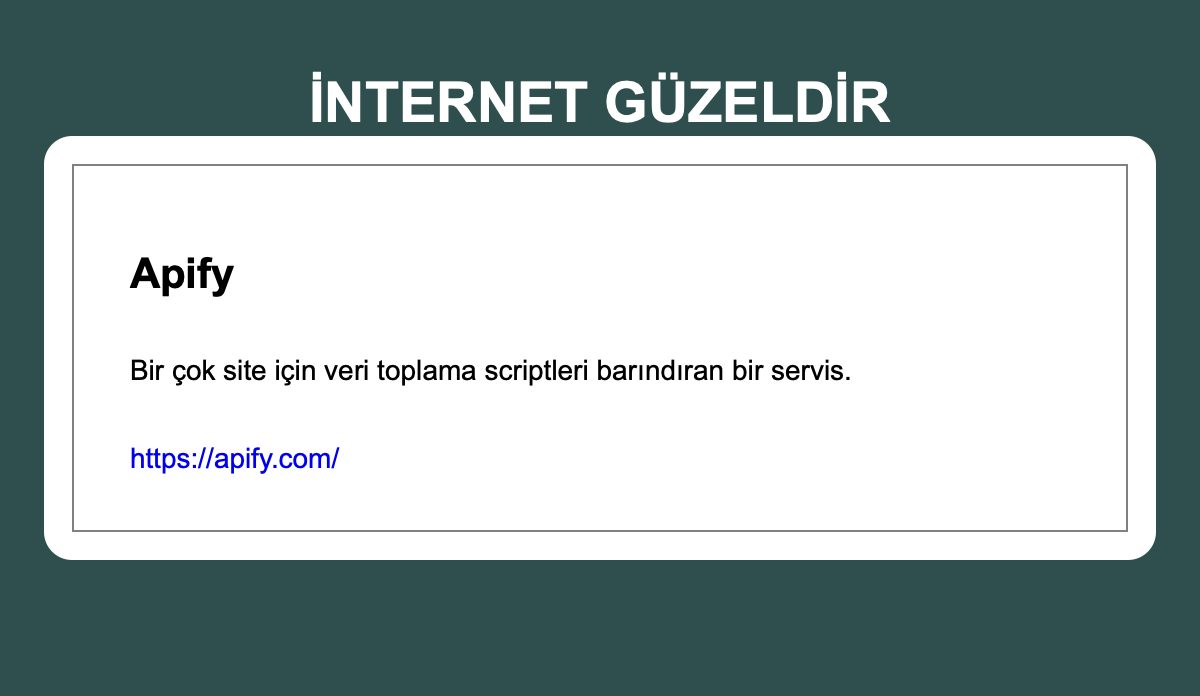 İNTERNET GÜZELDİR
Apify
Bir çok site için veri toplama scriptleri barındıran bir servis.
https://apify.com/